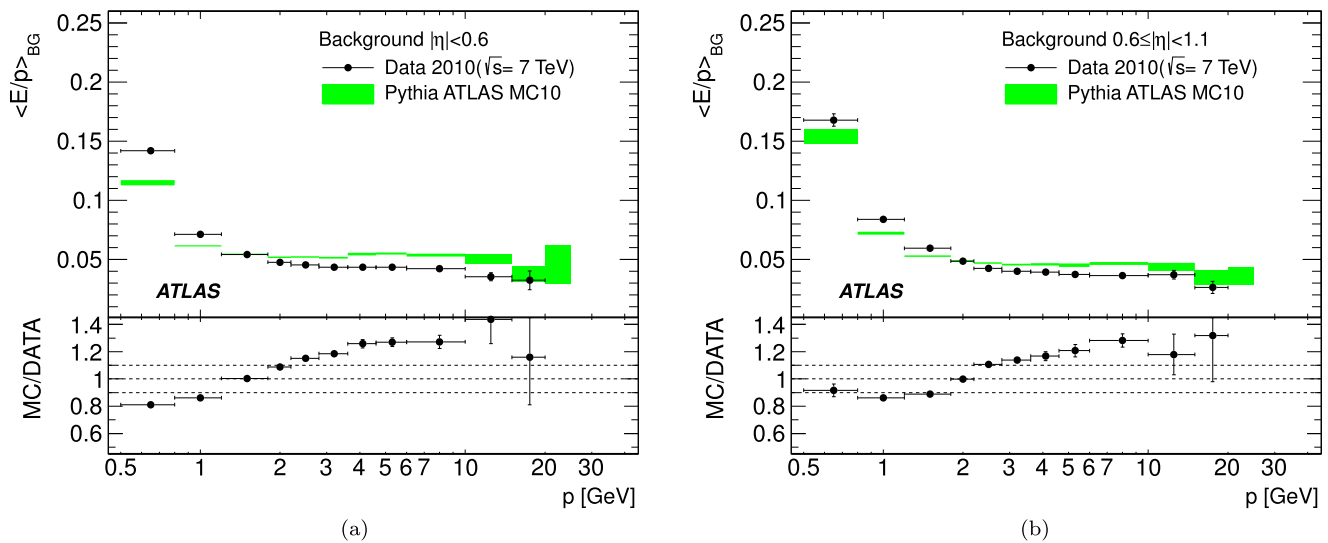 <E/p>BG
0.25
0.2
0.15
0.1
0.05
Background |η|<0.6
Data 2010(√s= 7 TeV)
Pythia ATLAS MC10
ATLAS
MC/DATA
1.4
1.2
1
0.8
0.6
0.5 1 2 3 4 5 6 7 10 20 30
p [GeV]
(a)
<E/p>BG
0.25
0.2
0.15
0.1
0.05
Background 0.6≤|η|<1.1
Data 2010(√s= 7 TeV)
Pythia ATLAS MC10
ATLAS
MC/DATA
1.4
1.2
1
0.8
0.6
0.5 1 2 3 4 5 6 7 10 20 30
p [GeV]
(b)